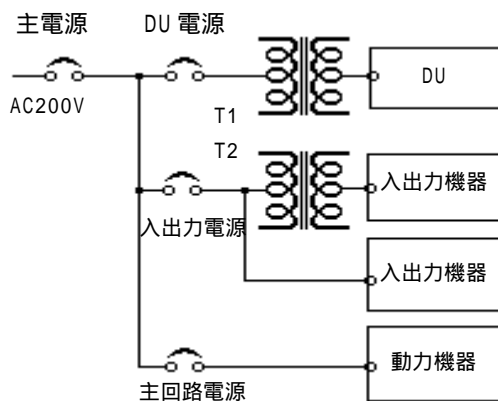 主電源
DU 電源
AC200V
T1
DU
T2
入出力電源
入出力機器
入出力機器
主回路電源
動力機器